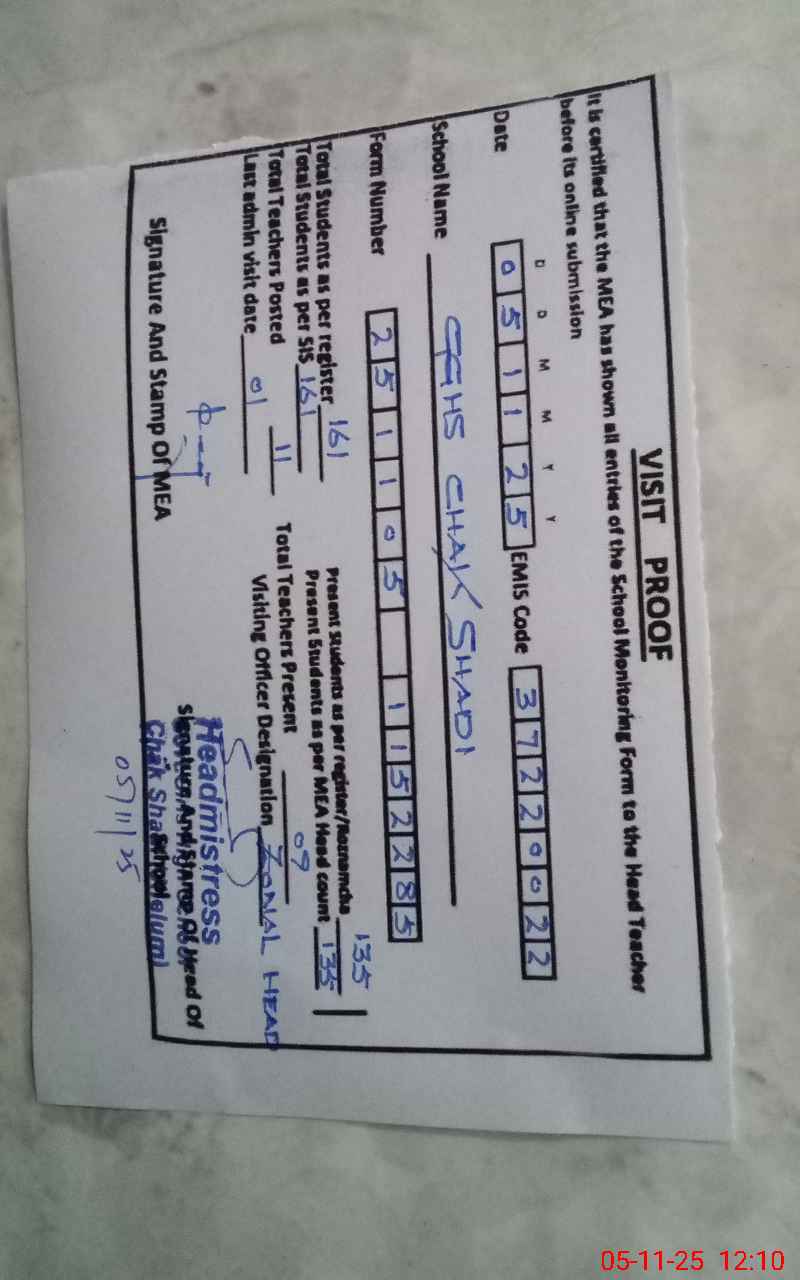 VISIT PROOF
It is certified that the MEA has shown all entries of the School Monitoring Form to the Head Teacher
before its online submission
D D M M Y Y
Date 0 5 1 1 2 5 EMIS Code 3 7 2 2 0 0 2 2
School Name GGHS CHAK SHADI
Form Number 2 5 1 1 0 5 1 1 5 2 2 8 5
Total Students as per register 161 Present Students as per register/Roznamcha 135
Total Students as per SIS 161 Present Students as per MEA Head count 135
Total Teachers Posted 11 Total Teachers Present 09
Last admin visit date 01 Visiting Officer Designation ZONAL HEAD
Signature And Stamp Of MEA Signature And Stamp Of Head Of
School
Headmistress
Chak Sha
elum)
05/11/25
05-11-25 12:10